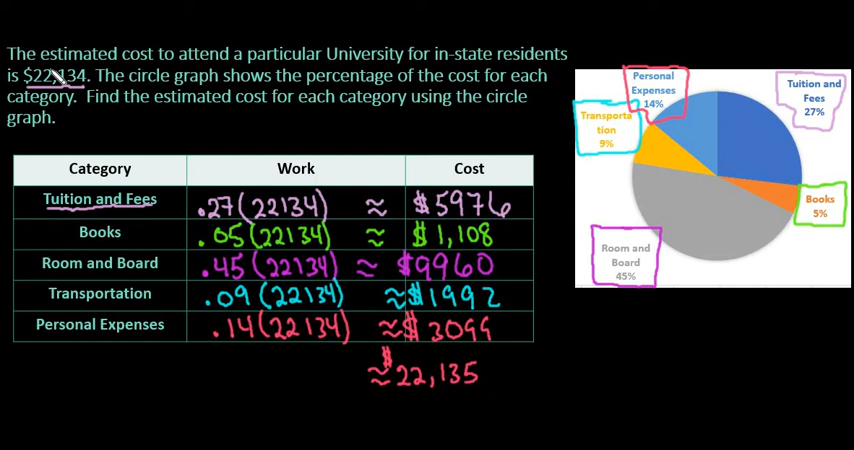 The estimated cost to attend a particular University for in-state residents
is $22,134. The circle graph shows the percentage of the cost for each
category. Find the estimated cost for each category using the circle
graph.
Category Work Cost
Tuition and Fees .27(22134) ≈ $5976
Books .05(22134) ≈ $1,108
Room and Board .45(22134) ≈ $9960
Transportation .09(22134) ≈ $1992
Personal Expenses .14(22134) ≈ $3099
≈ $22,135
Personal
Expenses
14%
Tuition and
Fees
27%
Transporta
tion
9%
Books
5%
Room and
Board
45%